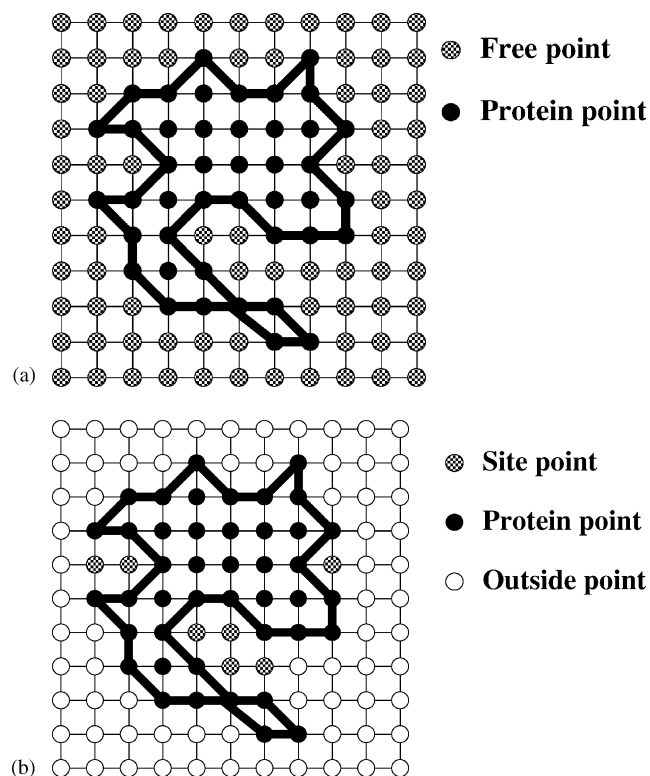 Free point
Protein point
(a)
Site point
Protein point
Outside point
(b)